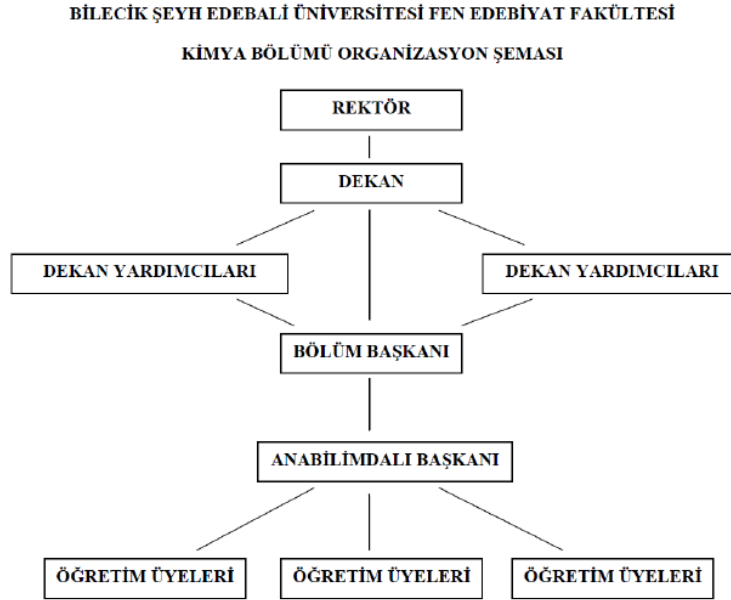 BİLECİK ŞEYH EDEBALİ ÜNİVERSİTESİ FEN EDEBİYAT FAKÜLTESİ
KİMYA BÖLÜMÜ ORGANİZASYON ŞEMASI
REKTÖR
DEKAN
DEKAN YARDIMCILARI
DEKAN YARDIMCILARI
BÖLÜM BAŞKANI
ANABİLİMDALI BAŞKANI
ÖĞRETİM ÜYELERİ
ÖĞRETİM ÜYELERİ
ÖĞRETİM ÜYELERİ